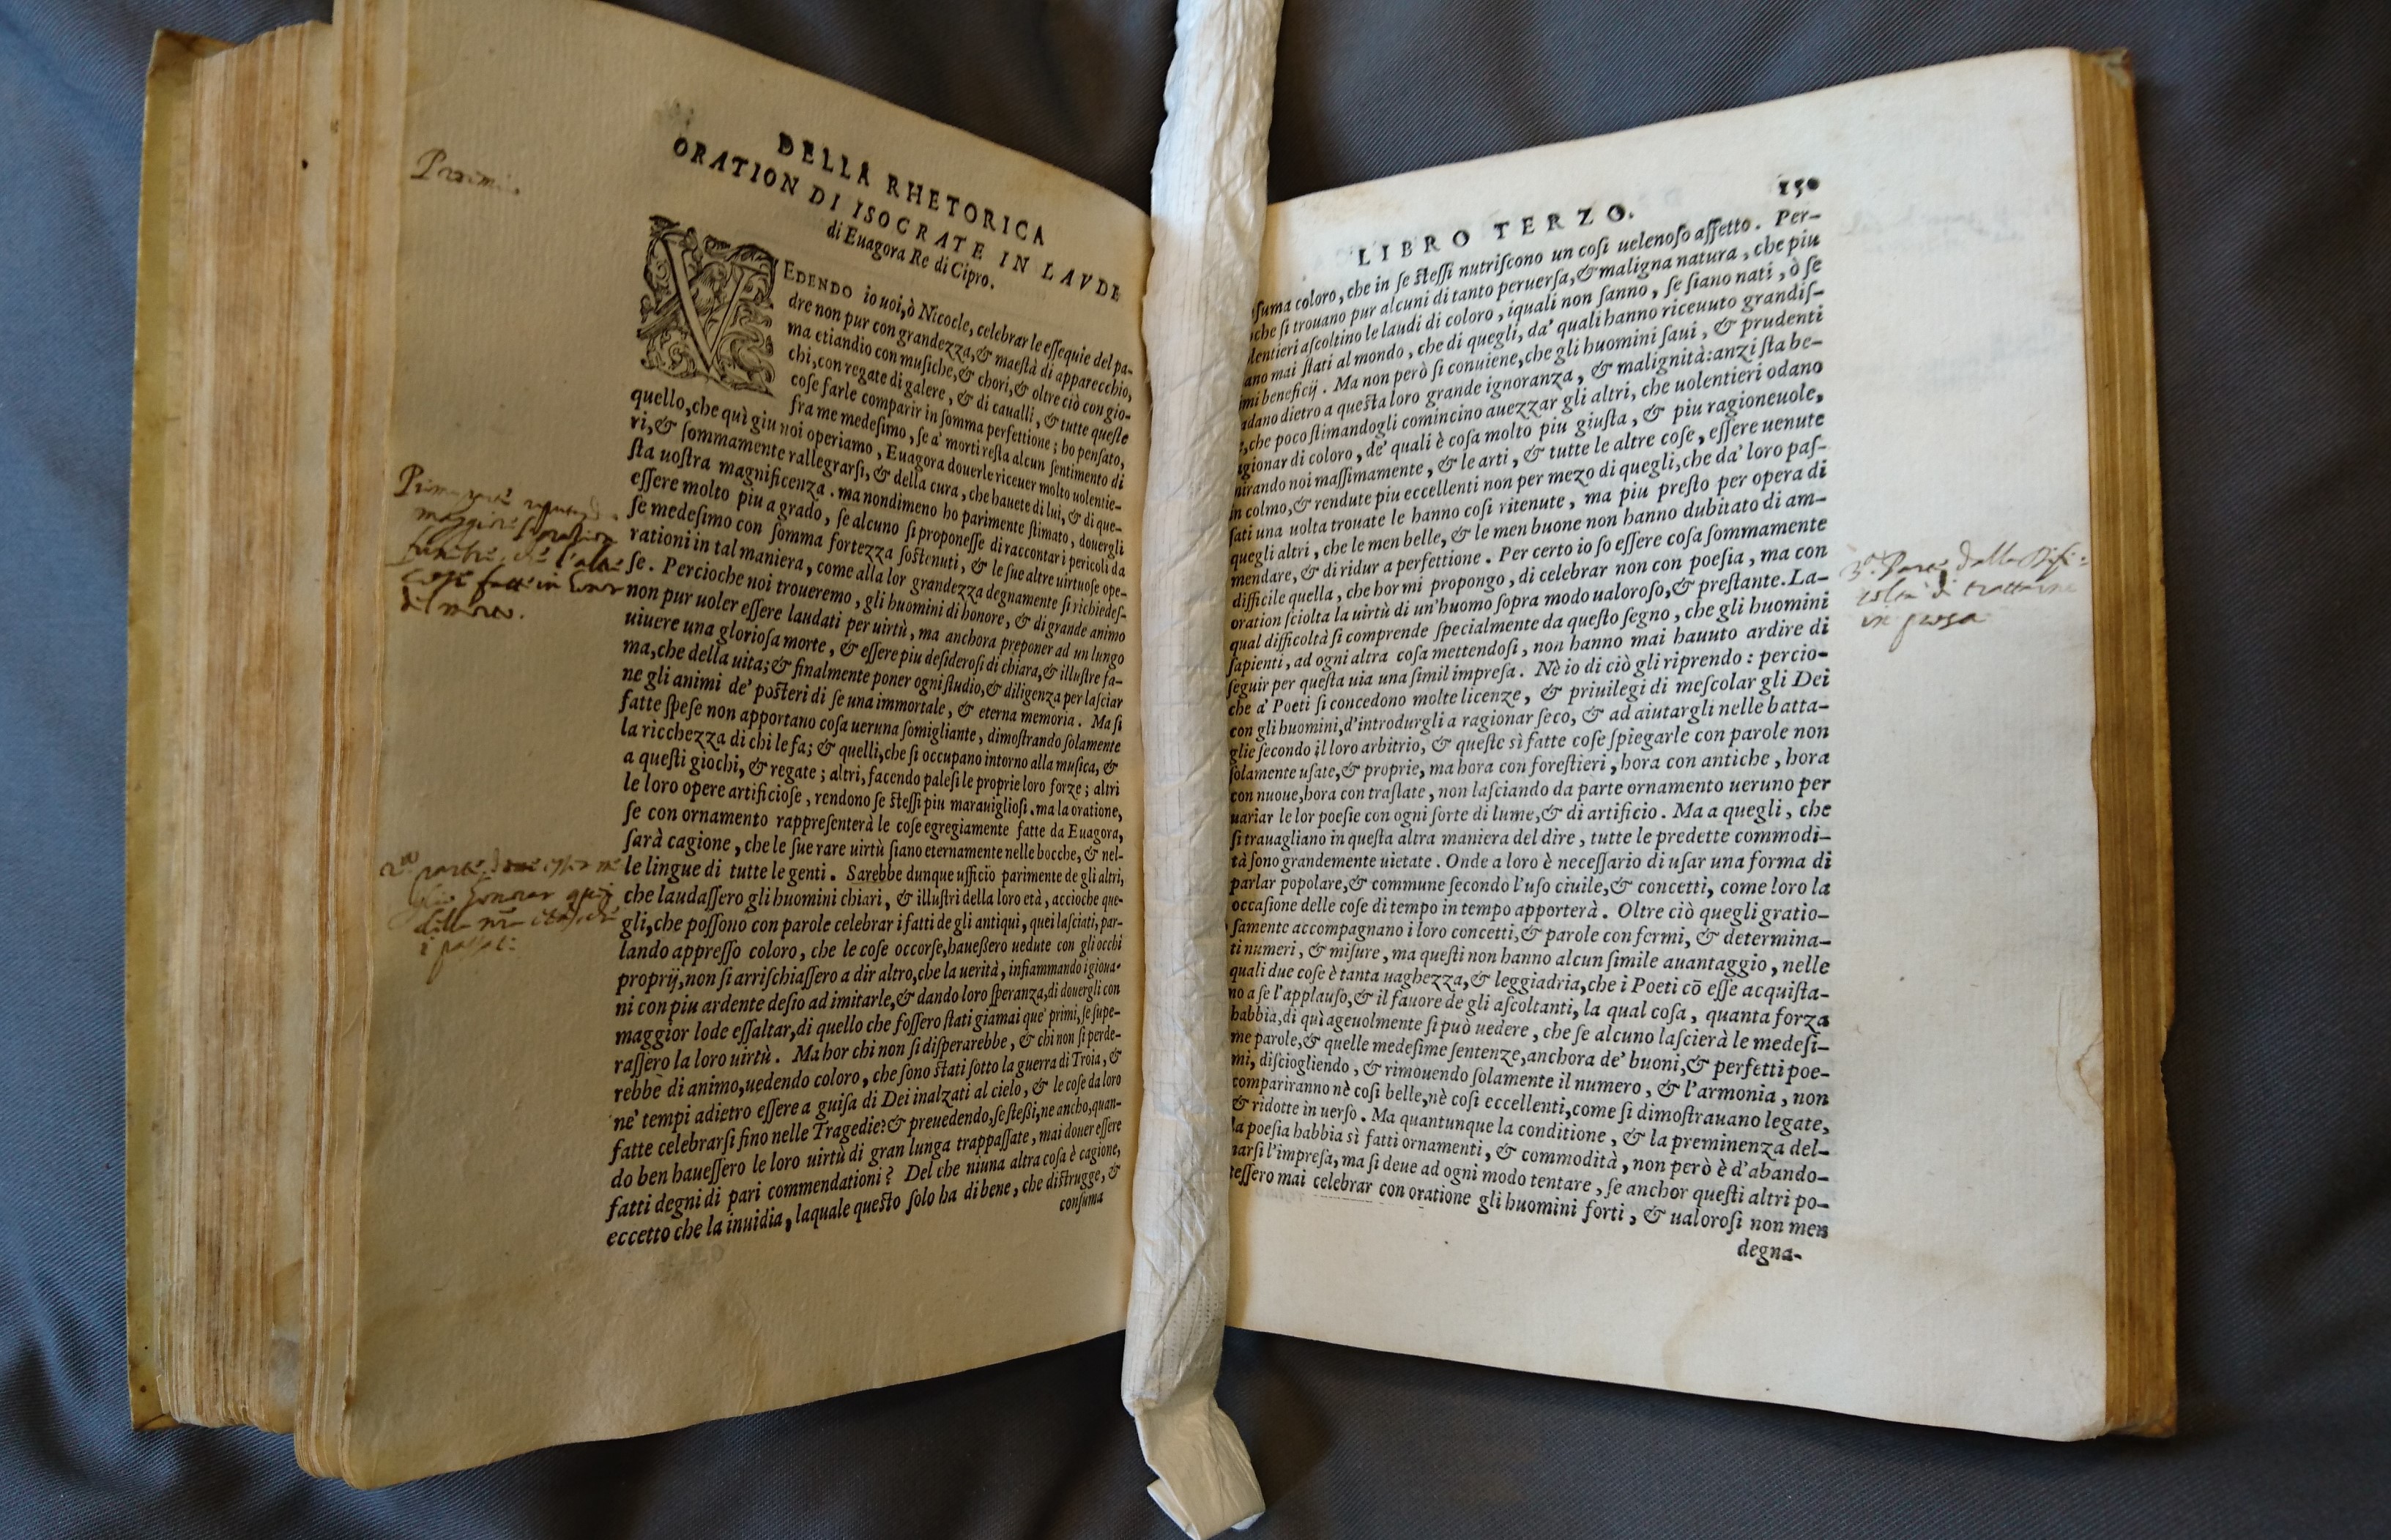 DELLA RHETORICA
ORATION DI ISOCRATE IN LAVDE
di Euagora Re di Cipro.
VEDENDO io uoi, ò Nicocle, celebrar le essequie del pa-
dre non pur con grandezza, & maestà di apparecchio,
ma etiandio con musiche, & chori, & oltre ciò con gio-
chi, con regate di galere, & di caualli, & tutte queste
cose farle comparir in somma perfettione; ho pensato,
fra me medesimo, se a' morti resta alcun sentimento di
quello, che quì giu noi operiamo, Euagora douerle riceuer molto uolentie-
ri, & sommamente rallegrarsi, & della cura, che hauete di lui, & di que-
sta uostra magnificenza. ma nondimeno ho parimente stimato, douergli
essere molto piu a grado, se alcuno si proponesse di raccontar i pericoli da
se medesimo con somma fortezza sostenuti, & le sue altre uirtuose ope-
rationi in tal maniera, come alla lor grandezza degnamente si richiedes-
se. Percioche noi troueremo, gli huomini di honore, & di grande animo
non pur uoler essere laudati per uirtù, ma anchora preponer ad un lungo
uiuere una gloriosa morte, & essere piu desiderosi di chiara, & illustre fa-
ma, che della uita; & finalmente poner ogni studio, & diligenza per lasciar
ne gli animi de' posteri di se una immortale, & eterna memoria. Ma sì
fatte spese non apportano cosa ueruna somigliante, dimostrando solamente
la ricchezza di chi le fa; & quelli, che si occupano intorno alla musica, &
a questi giochi, & regate; altri, facendo palesi le proprie loro forze; altri
le loro opere artificiose, rendono se stessi piu marauigliosi. ma la oratione,
se con ornamento rappresenterà le cose egregiamente fatte da Euagora,
sarà cagione, che le sue rare uirtù siano eternamente nelle bocche, & nel-
le lingue di tutte le genti. Sarebbe dunque ufficio parimente de gli altri,
che laudassero gli huomini chiari, & illustri della loro età, accioche que-
gli, che possono con parole celebrar i fatti de gli antiqui, quei lasciati, par-
lando appresso coloro, che le cose occorse, hauessero uedute con gli occhi
proprij, non si arrischiassero a dir altro, che la uerità, infiammando i gioua-
ni con piu ardente desio ad imitarle, & dando loro speranza, di douergli con
maggior lode essaltar, di quello che fossero stati giamai que' primi, se supe-
rassero la loro uirtù. Ma hor chi non si disperarebbe, & chi non si perde-
rebbe di animo, uedendo coloro, che sono stati sotto la guerra di Troia, &
ne' tempi adietro essere a guisa di Dei inalzati al cielo, & le cose da loro
fatte celebrarsi fino nelle Tragedie? & preuedendo, se stessi, ne ancho, quan-
do ben hauessero le loro uirtù di gran lunga trappassate, mai douer essere
fatti degni di pari commendationi? Del che niuna altra cosa è cagione,
eccetto che la inuidia, laquale questo solo ha di bene, che distrugge, &
consuma
maggior
funebre, che l'altre
cose fatte in honor
del morto.
2a parte
honorar
i passati
150
LIBRO TERZO.
suma coloro, che in se stessi nutriscono un cosi uelenoso affetto. Per-
che si trouano pur alcuni di tanto peruersa, & maligna natura, che piu
lentieri ascoltino le laudi di coloro, iquali non sanno, se siano nati, ò se
ano mai stati al mondo, che di quegli, da' quali hanno riceuuto grandis-
mi beneficij. Ma non però si conuiene, che gli huomini saui, & prudenti
adano dietro a questa loro grande ignoranza, & malignità: anzi sta be-
e, che poco stimandogli comincino auezzar gli altri, che uolentieri odano
agionar di coloro, de' quali è cosa molto piu giusta, & piu ragioneuole,
mirando noi massimamente, & le arti, & tutte le altre cose, essere uenute
in colmo, & rendute piu eccellenti non per mezo di quegli, che da' loro pas-
sati una uolta trouate le hanno cosi ritenute, ma piu presto per opera di
quegli altri, che le men belle, & le men buone non hanno dubitato di am-
mendare, & di ridur a perfettione. Per certo io so essere cosa sommamente
difficile quella, che hor mi propongo, di celebrar non con poesia, ma con
oration sciolta la uirtù di un'huomo sopra modo ualoroso, & prestante. La-
qual difficoltà si comprende specialmente da questo segno, che gli huomini
sapienti, ad ogni altra cosa mettendosi, non hanno mai hauuto ardire di
seguir per questa uia una simil impresa. Nè io di ciò gli riprendo: percio-
che a' Poeti si concedono molte licenze, & priuilegi di mescolar gli Dei
con gli huomini, d'introdurgli a ragionar seco, & ad aiutargli nelle batta-
glie secondo il loro arbitrio, & queste sì fatte cose spiegarle con parole non
solamente usate, & proprie, ma hora con forestieri, hora con antiche, hora
con nuoue, hora con traslate, non lasciando da parte ornamento ueruno per
uariar le lor poesie con ogni sorte di lume, & di artificio. Ma a quegli, che
si trauagliano in questa altra maniera del dire, tutte le predette commodi-
tà sono grandemente uietate. Onde a loro è necessario di usar una forma di
parlar popolare, & commune secondo l'uso ciuile, & concetti, come loro la
occasione delle cose di tempo in tempo apporterà. Oltre ciò quegli gratio-
samente accompagnano i loro concetti, & parole con fermi, & determina-
ti numeri, & misure, ma questi non hanno alcun simile auantaggio, nelle
quali due cose è tanta uaghezza, & leggiadria, che i Poeti cō esse acquista-
no a se l'applauso, & il fauore de gli ascoltanti, la qual cosa, quanta forza
habbia, di quì ageuolmente si può uedere, che se alcuno lascierà le medesi-
me parole, & quelle medesime sentenze, anchora de' buoni, & perfetti poe-
mi, disciogliendo, & rimouendo solamente il numero, & l'armonia, non
compariranno nè cosi belle, nè cosi eccellenti, come si dimostrauano legate,
& ridotte in uerso. Ma quantunque la conditione, & la preminenza del-
la poesia habbia sì fatti ornamenti, & commodità, non però è d'abando-
narsi l'impresa, ma si deue ad ogni modo tentare, se anchor questi altri po-
tessero mai celebrar con oratione gli huomini forti, & ualorosi non men
degna-
3a Parte della Diffi-
coltà di trattarne
in prosa